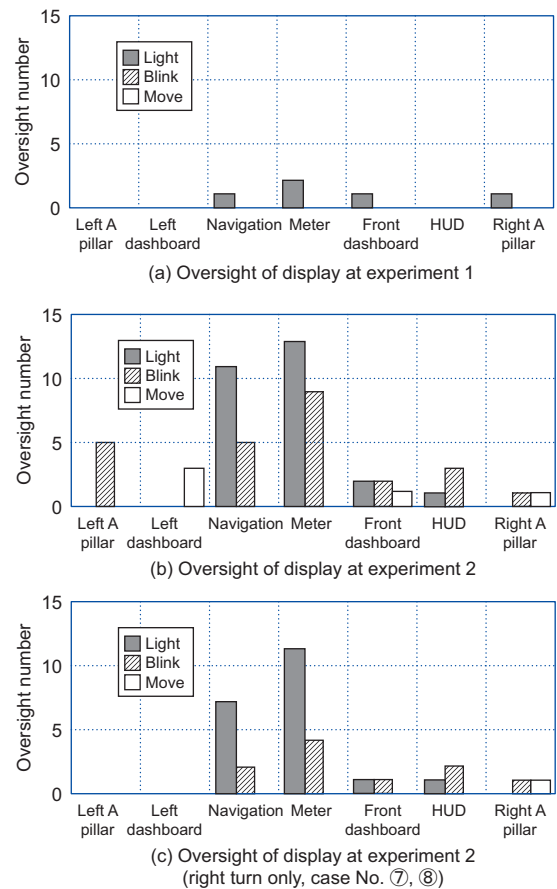 15
10
5
0
Oversight number
Light
Blink
Move
Left A
pillar
Left
dashboard
Navigation
Meter
Front
dashboard
HUD
Right A
pillar
(a) Oversight of display at experiment 1
15
10
5
0
Oversight number
Light
Blink
Move
Left A
pillar
Left
dashboard
Navigation
Meter
Front
dashboard
HUD
Right A
pillar
(b) Oversight of display at experiment 2
15
10
5
0
Oversight number
Light
Blink
Move
Left A
pillar
Left
dashboard
Navigation
Meter
Front
dashboard
HUD
Right A
pillar
(c) Oversight of display at experiment 2
(right turn only, case No. ⑦, ⑧)